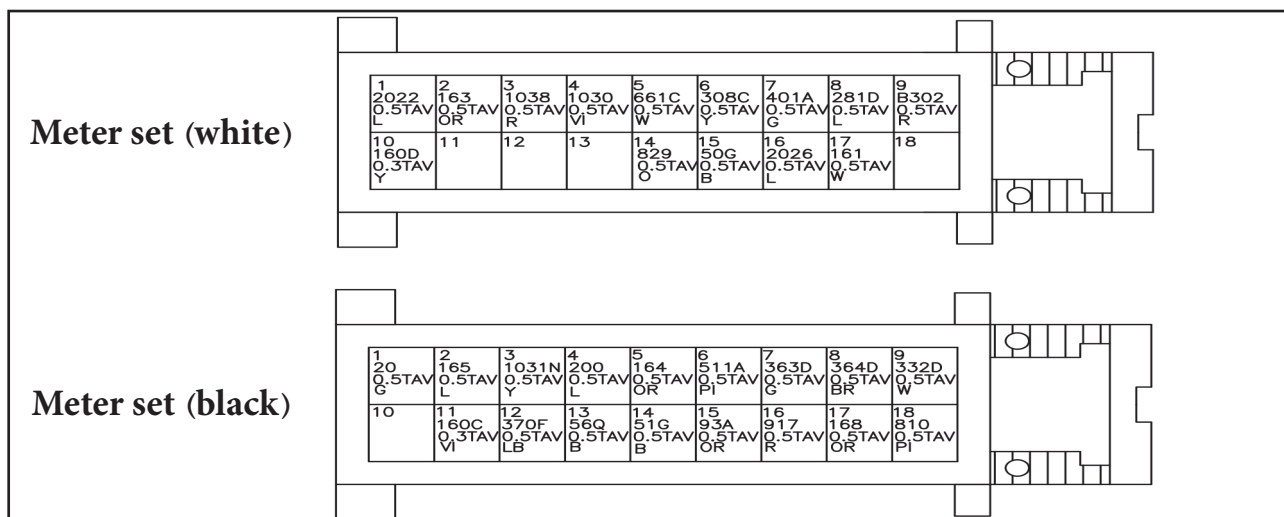 Meter set (white)
1 2 3 4 5 6 7 8 9
2022 163 1038 1030 661C 308C 401A 281D B302
0.5TAV 0.5TAV 0.5TAV 0.5TAV 0.5TAV 0.5TAV 0.5TAV 0.5TAV 0.5TAV
L OR R VI W Y G L R
10 11 12 13 14 15 16 17 18
160D 829 50G 2026 161
0.3TAV 0.5TAV 0.5TAV 0.5TAV 0.5TAV
Y O B L W
Meter set (black)
1 2 3 4 5 6 7 8 9
20 165 1031N 200 164 511A 363D 364D 332D
0.5TAV 0.5TAV 0.5TAV 0.5TAV 0.5TAV 0.5TAV 0.5TAV 0.5TAV 0.5TAV
G L Y L OR PI G BR W
10 11 12 13 14 15 16 17 18
160C 370F 56Q 51G 93A 917 168 810
0.3TAV 0.5TAV 0.5TAV 0.5TAV 0.5TAV 0.5TAV 0.5TAV 0.5TAV
VI LB B B OR R OR PI